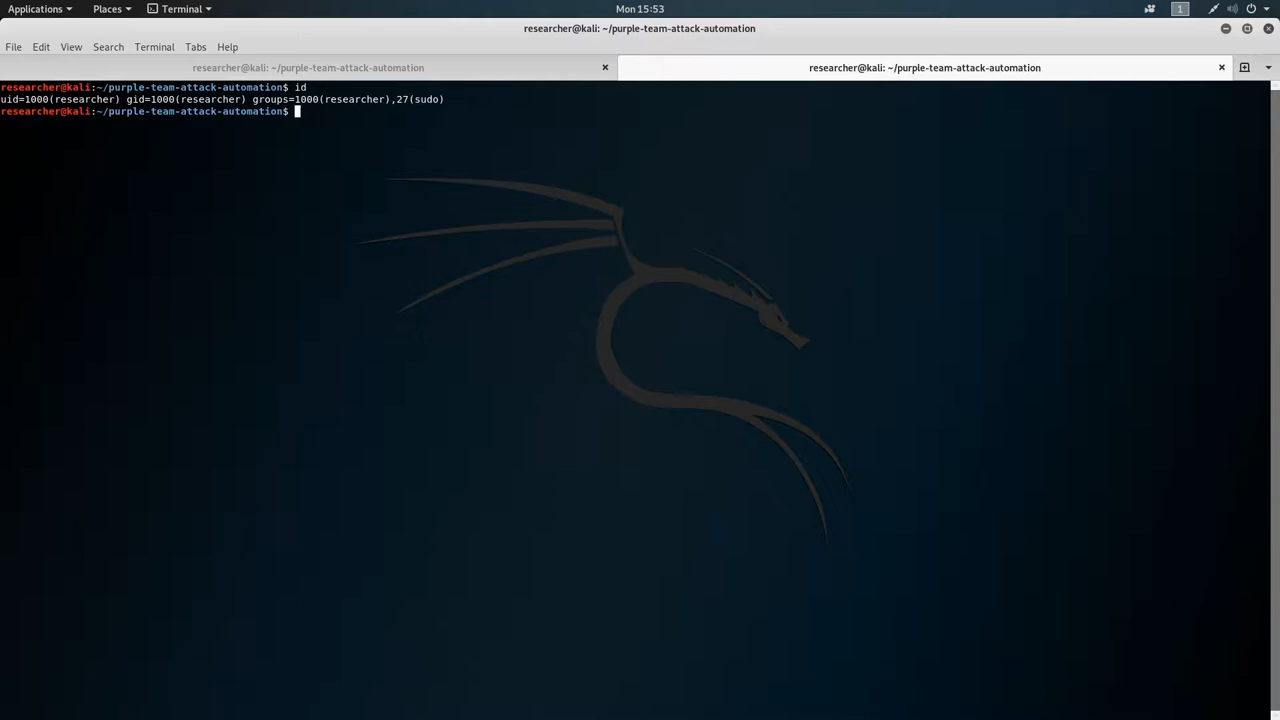 Applications Places Terminal Mon 15:53 1
researcher@kali: ~/purple-team-attack-automation
File Edit View Search Terminal Tabs Help
researcher@kali: ~/purple-team-attack-automation researcher@kali: ~/purple-team-attack-automation
researcher@kali:~/purple-team-attack-automation$ id
uid=1000(researcher) gid=1000(researcher) groups=1000(researcher),27(sudo)
researcher@kali:~/purple-team-attack-automation$